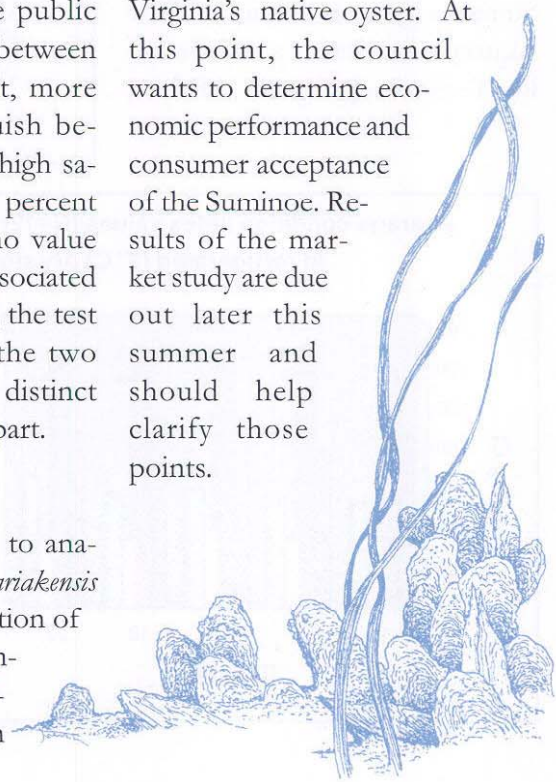 e public
between
t, more
uish be-
high sa-
percent
no value
sociated
the test
the two
distinct
part.
to ana-
ariakensis
tion of
n-
-
n
Virginia's native oyster. At
this point, the council
wants to determine eco-
nomic performance and
consumer acceptance
of the Suminoe. Re-
sults of the mar-
ket study are due
out later this
summer and
should help
clarify those
points.